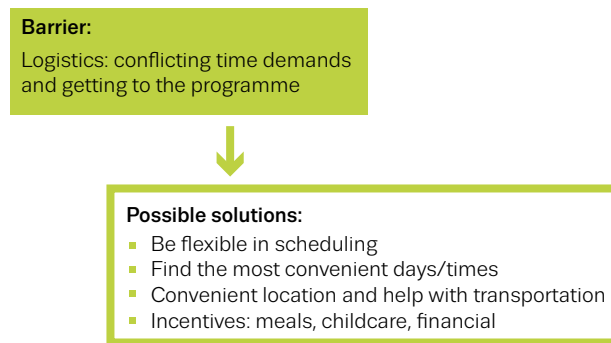 Barrier:
Logistics: conflicting time demands
and getting to the programme
Possible solutions:
Be flexible in scheduling
Find the most convenient days/times
Convenient location and help with transportation
Incentives: meals, childcare, financial